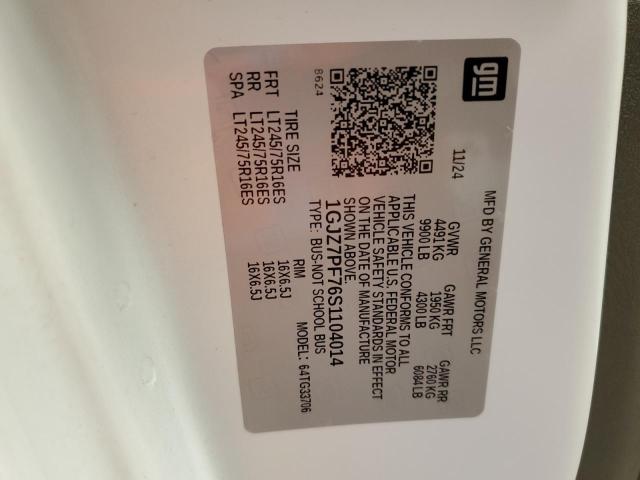 gm
MFD BY GENERAL MOTORS LLC
11/24
GVWR GAWR FRT GAWR RR
4491 KG 1950 KG 2760 KG
9900 LB 4300 LB 6084 LB
THIS VEHICLE CONFORMS TO ALL
APPLICABLE U.S. FEDERAL MOTOR
VEHICLE SAFETY STANDARDS IN EFFECT
ON THE DATE OF MANUFACTURE
SHOWN ABOVE.
1GJZ7PF76S1104014
TYPE: BUS-NOT SCHOOL BUS
MODEL: 64TG33706
8624
TIRE SIZE RIM
FRT LT245/75R16ES 16X6.5J
RR LT245/75R16ES 16X6.5J
SPA LT245/75R16ES